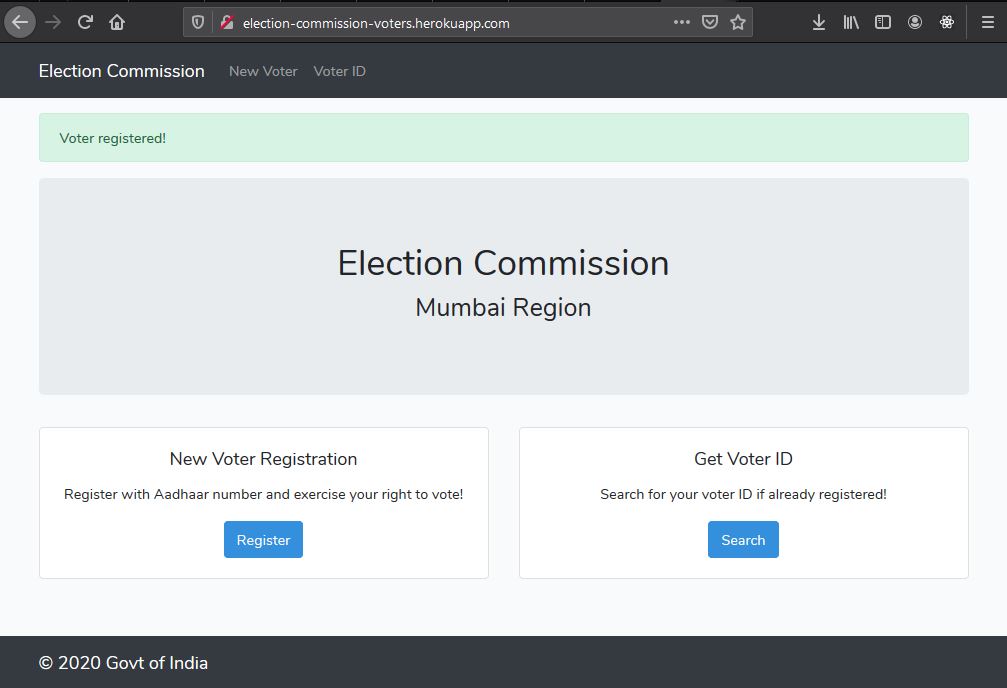 election-commission-voters.herokuapp.com
Election Commission New Voter Voter ID
Voter registered!
Election Commission
Mumbai Region
New Voter Registration
Register with Aadhaar number and exercise your right to vote!
Register
Get Voter ID
Search for your voter ID if already registered!
Search
© 2020 Govt of India